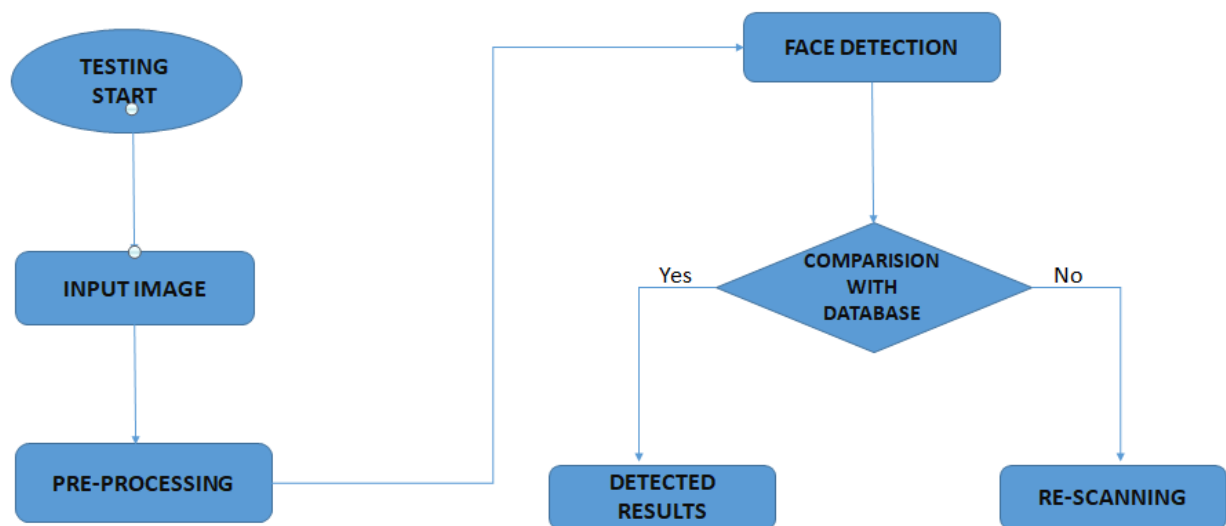 TESTING
START
INPUT IMAGE
PRE-PROCESSING
FACE DETECTION
COMPARISION
WITH
DATABASE
Yes
No
DETECTED
RESULTS
RE-SCANNING